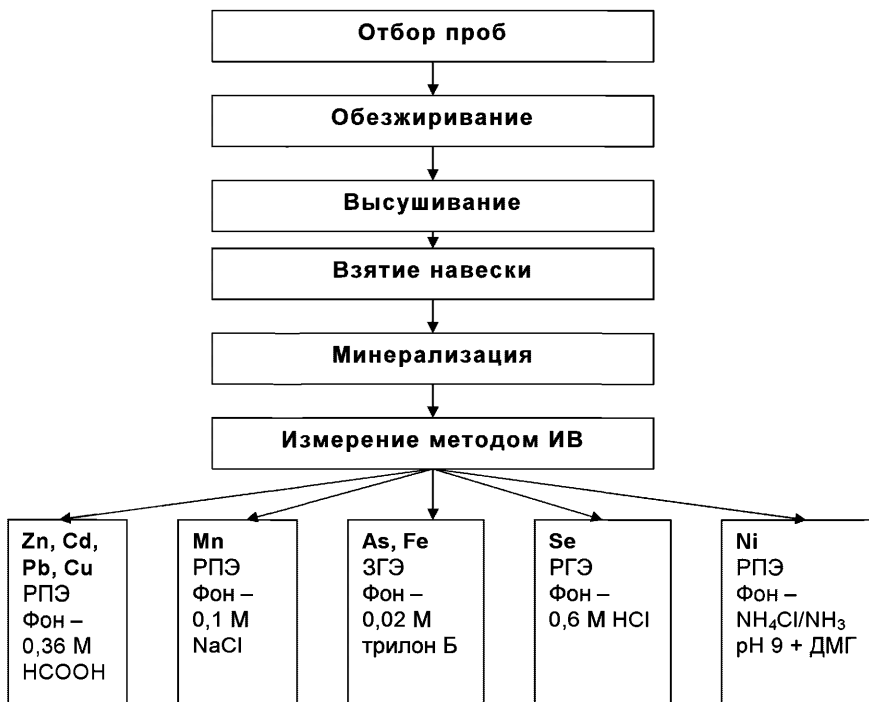 Отбор проб
Обезжиривание
Высушивание
Взятие навески
Минерализация
Измерение методом ИВ
Zn, Cd,
Pb, Cu
РПЭ
Фон –
0,36 М
HCOOH
Mn
РПЭ
Фон –
0,1 М
NaCl
As, Fe
ЗГЭ
Фон –
0,02 М
трилон Б
Se
РГЭ
Фон –
0,6 М HCl
Ni
РПЭ
Фон –
NH₄Cl/NH₃
pH 9 + ДМГ